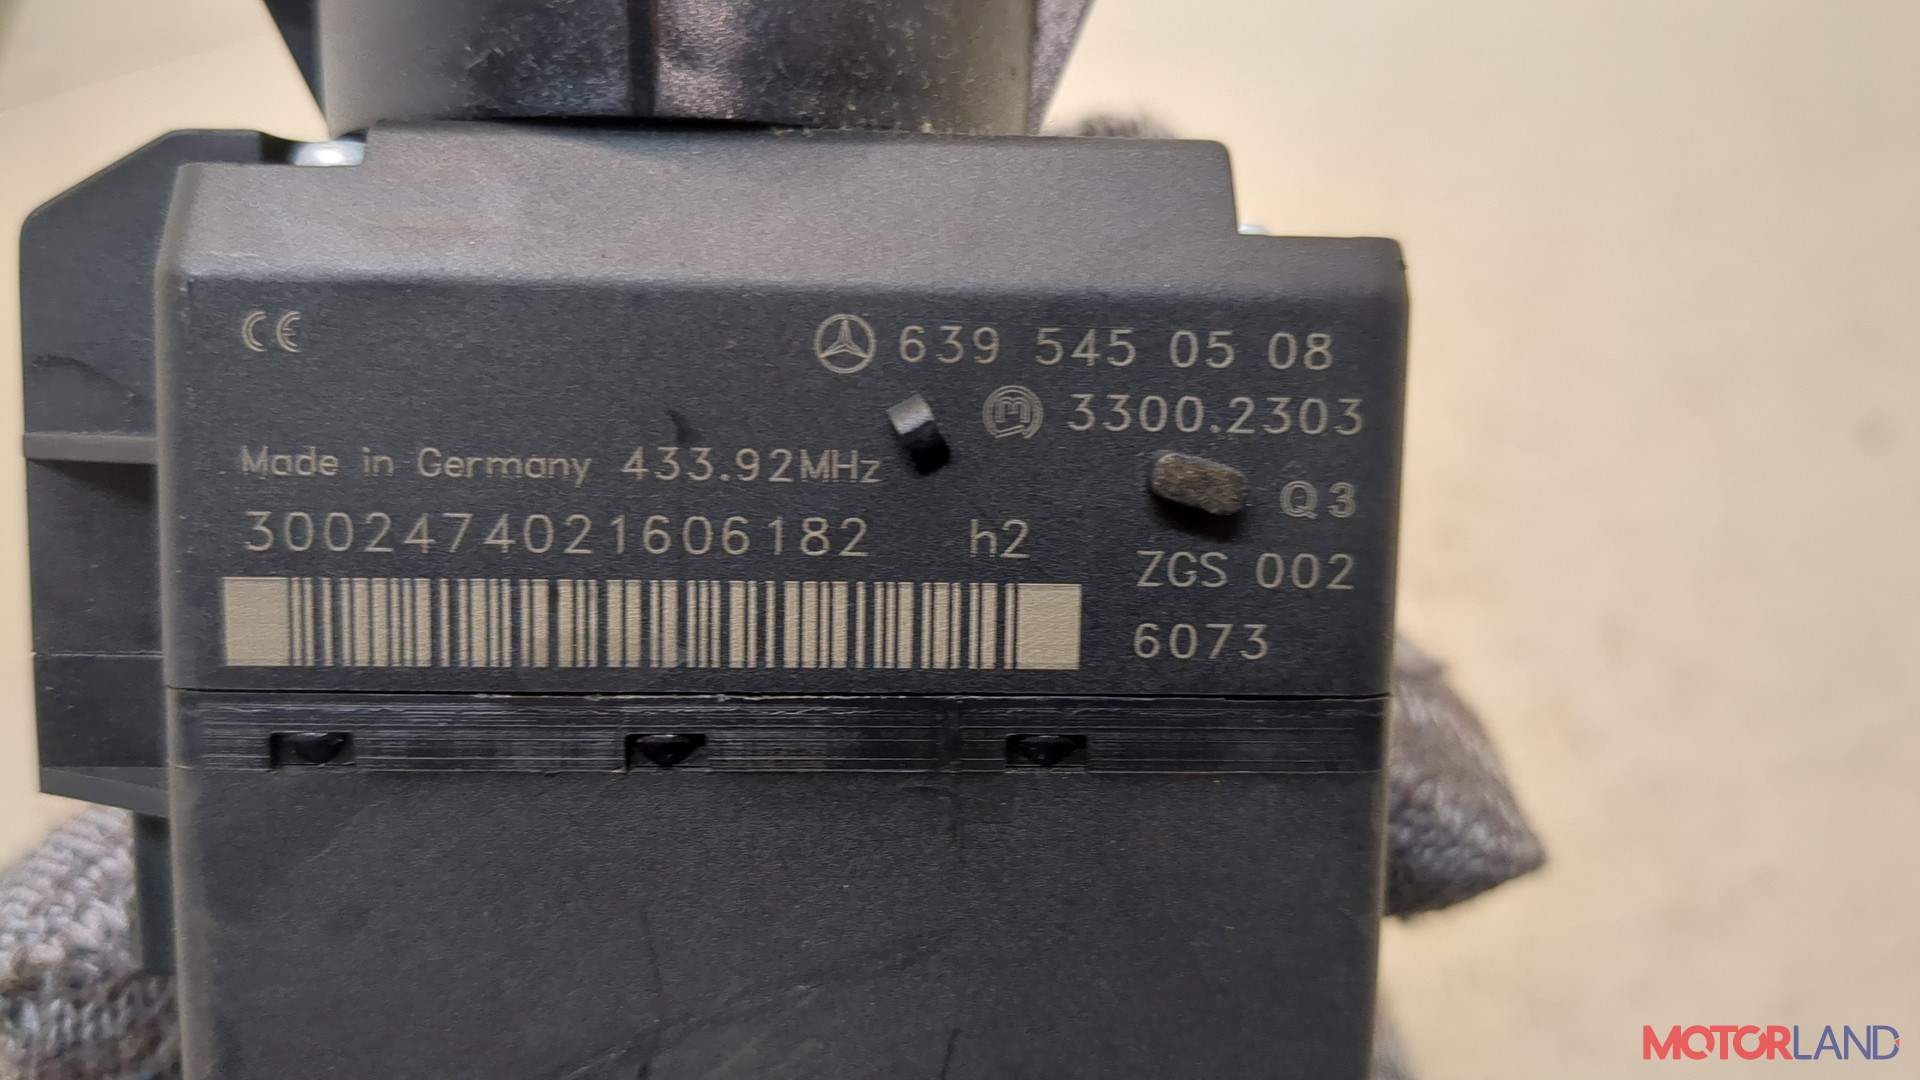 CE
639 545 05 08
M 3300.2303
Made in Germany 433.92MHz
Q3
3002474021606182 h2
ZGS 002
6073
MOTORLAND